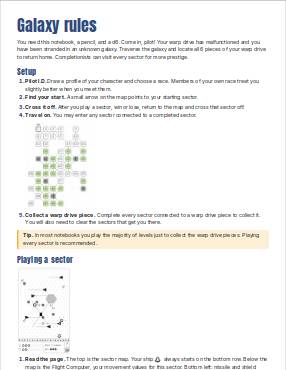 Galaxy rules
You need this notebook, a pencil, and a d6. Come in, pilot! Your warp drive has malfunctioned and you
have been stranded in an unknown galaxy. Traverse the galaxy and locate all 6 pieces of your warp drive
to return home. Completionists can visit every sector for more prestige.
Setup
1. Pilot I.D. Draw a profile of your character and choose a race. Members of your own race treat you
slightly better when you meet them.
2. Find your start. A small arrow on the map points to your starting sector.
3. Cross it off. After you play a sector, win or lose, return to the map and cross that sector off.
4. Travel on. You may enter any sector connected to a completed sector.
5. Collect a warp drive piece. Complete every sector connected to a warp drive piece to collect it.
You will also need to clear the sectors that get you there.
Tip. In most notebooks you play the majority of levels just to collect the warp drive pieces. Playing
every sector is recommended.
Playing a sector
1. Read the page. The top is the sector map. Your ship always starts on the bottom row. Below the
map is the Flight Computer, your movement values for this sector. Bottom left: missile and shield